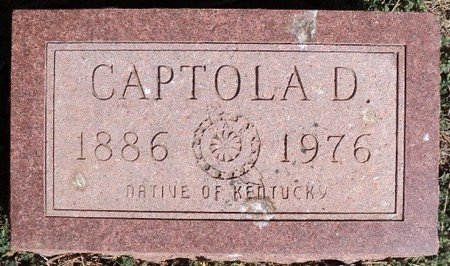 CAPTOLA D.
1886 1976
NATIVE OF KENTUCKY